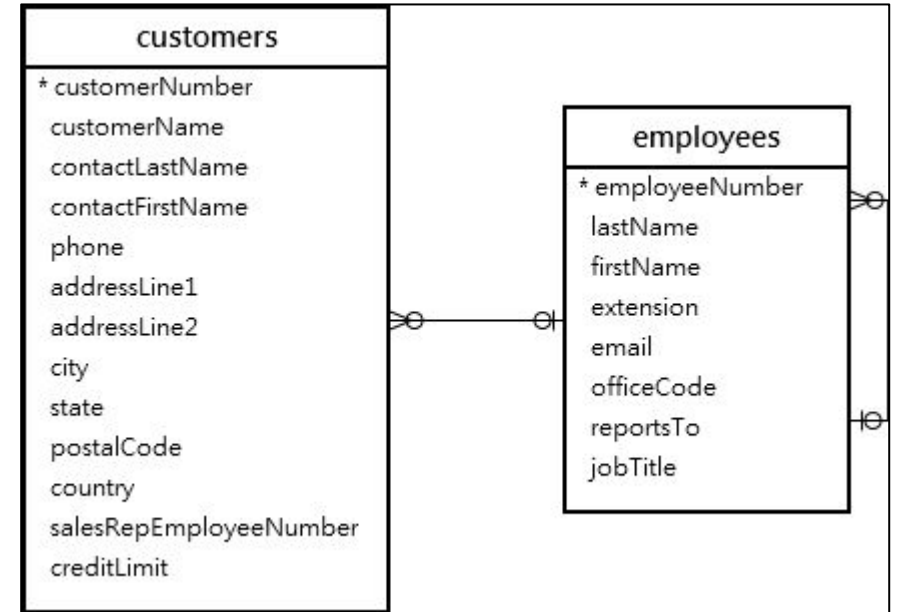 customers
* customerNumber
customerName
contactLastName
contactFirstName
phone
addressLine1
addressLine2
city
state
postalCode
country
salesRepEmployeeNumber
creditLimit
employees
* employeeNumber
lastName
firstName
extension
email
officeCode
reportsTo
jobTitle